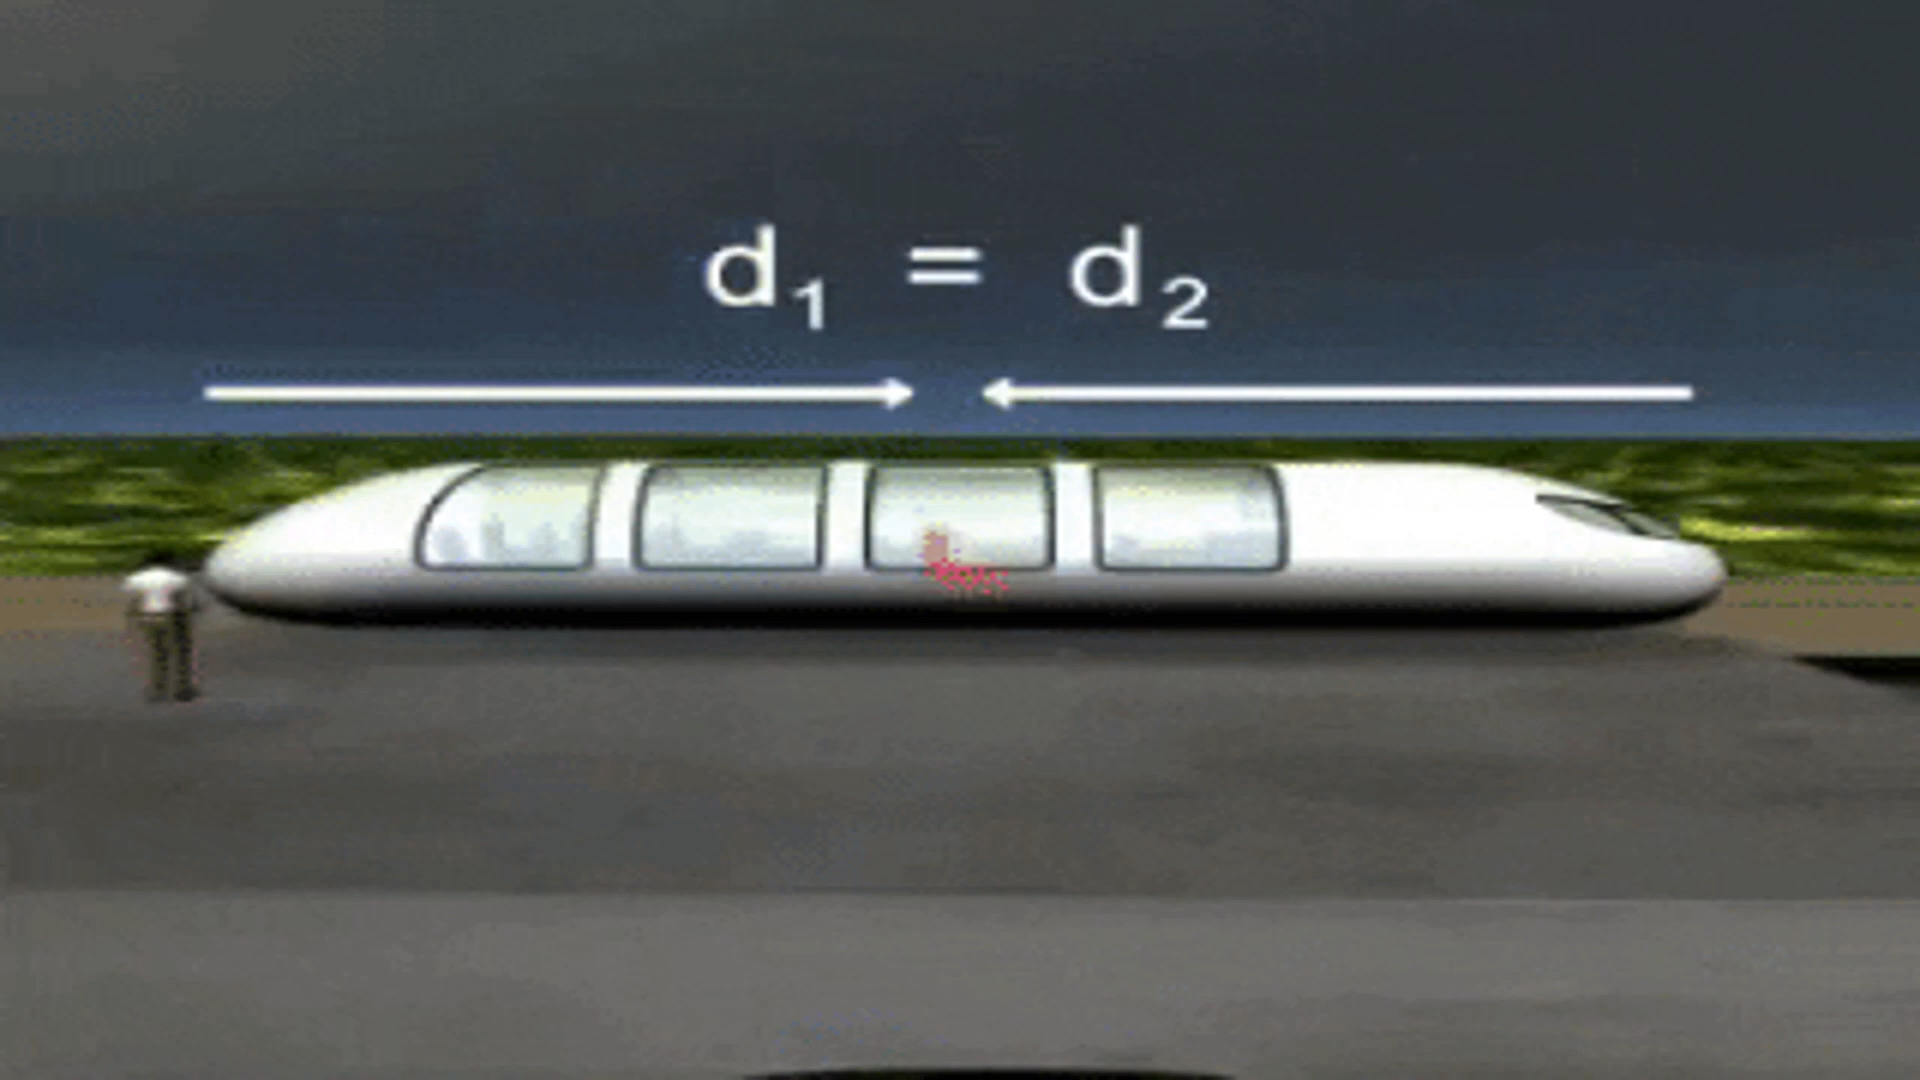 d₁ = d₂